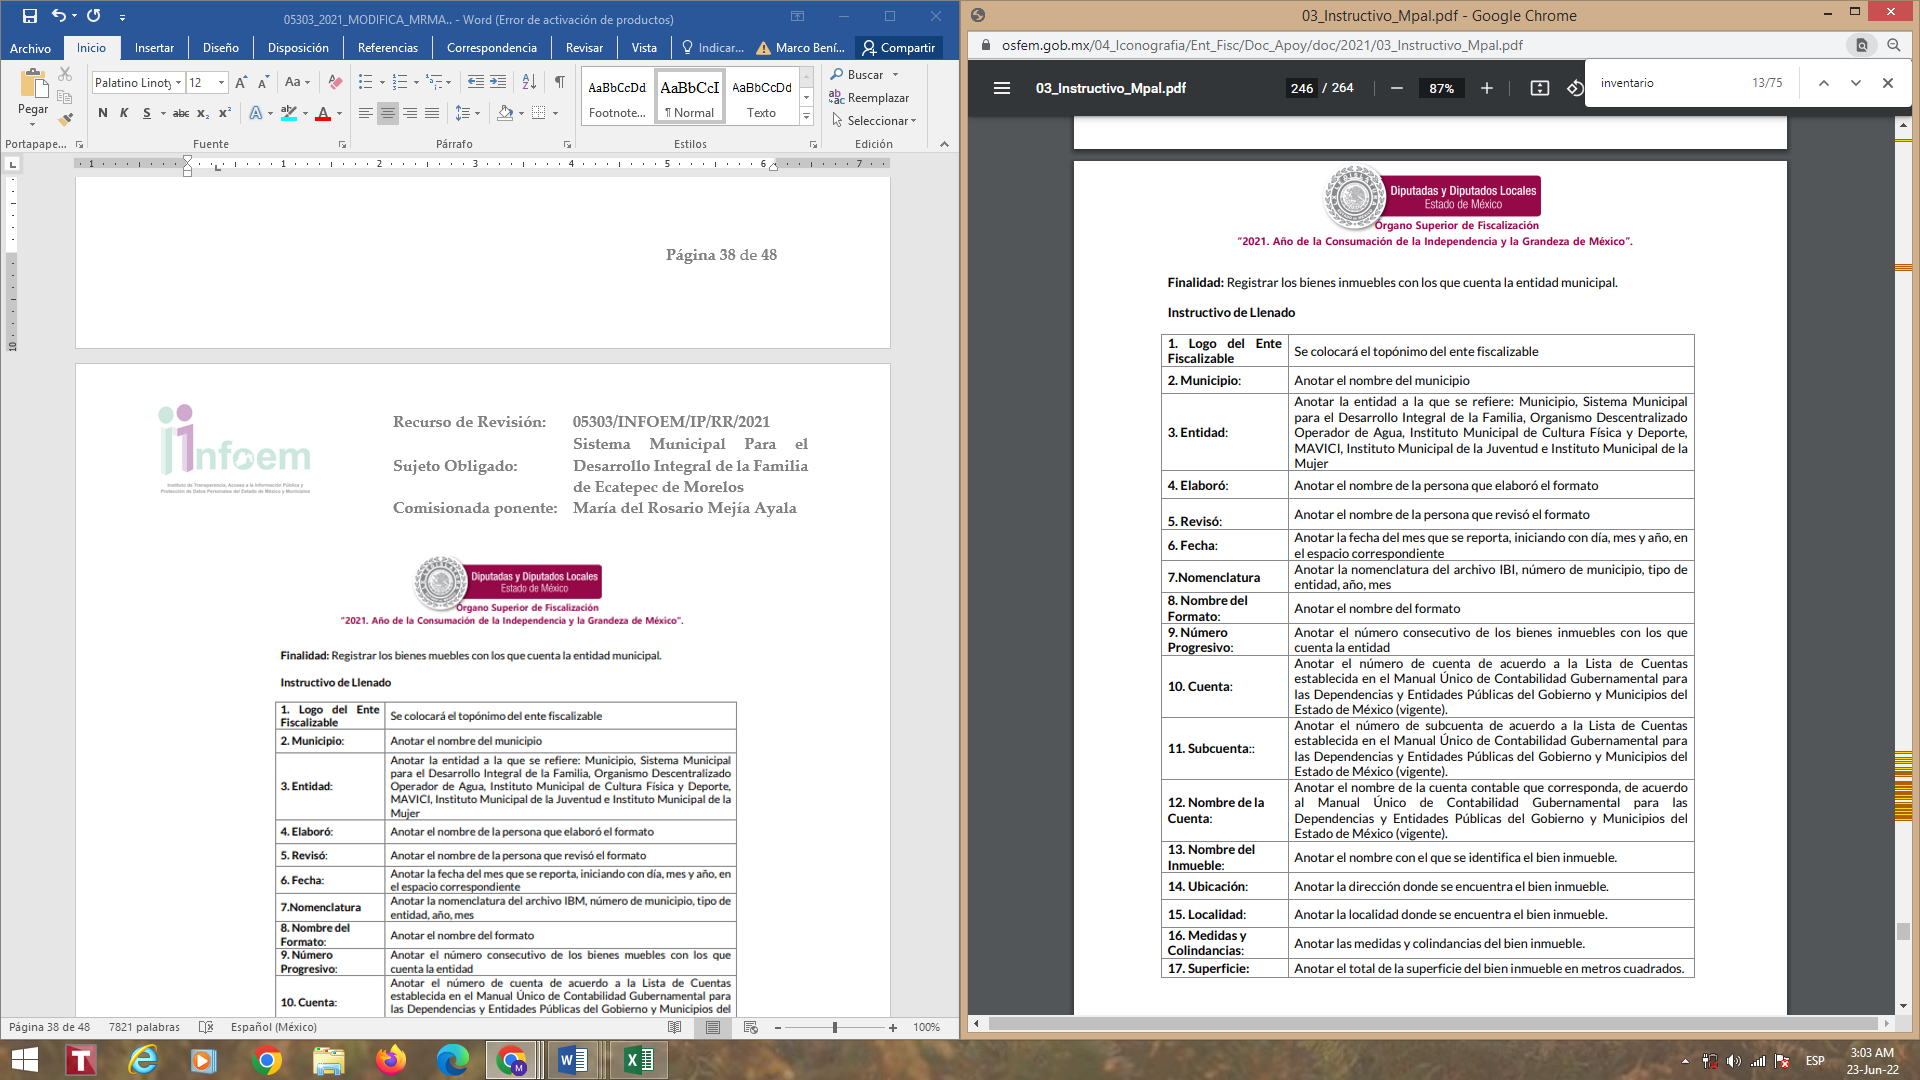 05303_2021_MODIFICA_MRMA.. - Word (Error de activación de productos)
Archivo
Inicio
Insertar
Diseño
Disposición
Referencias
Correspondencia
Revisar
Vista
Indicar...
Marco Bení...
Compartir
Pegar
Palatino Linoty
12
Aa
N K S abc x₂ x²
AaBbCcDd
Footnote...
AaBbCcI
¶ Normal
AaBbCcDd
Texto
Buscar
Reemplazar
Seleccionar
Portapape...
Fuente
Párrafo
Estilos
Edición
Página 38 de 48
infoem
Instituto de Transparencia, Acceso a la Información Pública y
Protección de Datos Personales del Estado de México y Municipios
Recurso de Revisión: 05303/INFOEM/IP/RR/2021
Sujeto Obligado: Sistema Municipal Para el
Desarrollo Integral de la Familia
de Ecatepec de Morelos
Comisionada ponente: María del Rosario Mejía Ayala
Diputadas y Diputados Locales
Estado de México
Órgano Superior de Fiscalización
"2021. Año de la Consumación de la Independencia y la Grandeza de México".
Finalidad: Registrar los bienes muebles con los que cuenta la entidad municipal.
Instructivo de Llenado
1. Logo del Ente Fiscalizable
Se colocará el topónimo del ente fiscalizable
2. Municipio:
Anotar el nombre del municipio
3. Entidad:
Anotar la entidad a la que se refiere: Municipio, Sistema Municipal
para el Desarrollo Integral de la Familia, Organismo Descentralizado
Operador de Agua, Instituto Municipal de Cultura Física y Deporte,
MAVICI, Instituto Municipal de la Juventud e Instituto Municipal de la
Mujer
4. Elaboró:
Anotar el nombre de la persona que elaboró el formato
5. Revisó:
Anotar el nombre de la persona que revisó el formato
6. Fecha:
Anotar la fecha del mes que se reporta, iniciando con día, mes y año, en
el espacio correspondiente
7.Nomenclatura
Anotar la nomenclatura del archivo IBM, número de municipio, tipo de
entidad, año, mes
8. Nombre del Formato:
Anotar el nombre del formato
9. Número Progresivo:
Anotar el número consecutivo de los bienes muebles con los que
cuenta la entidad
10. Cuenta:
Anotar el número de cuenta de acuerdo a la Lista de Cuentas
establecida en el Manual Único de Contabilidad Gubernamental para
las Dependencias y Entidades Públicas del Gobierno y Municipios del
Página 38 de 48
7821 palabras
Español (México)
100%
03_Instructivo_Mpal.pdf - Google Chrome
osfem.gob.mx/04_Iconografia/Ent_Fisc/Doc_Apoy/doc/2021/03_Instructivo_Mpal.pdf
03_Instructivo_Mpal.pdf
246 / 264
87%
inventario
13/75
Diputadas y Diputados Locales
Estado de México
Órgano Superior de Fiscalización
"2021. Año de la Consumación de la Independencia y la Grandeza de México".
Finalidad: Registrar los bienes inmuebles con los que cuenta la entidad municipal.
Instructivo de Llenado
1. Logo del Ente Fiscalizable
Se colocará el topónimo del ente fiscalizable
2. Municipio:
Anotar el nombre del municipio
3. Entidad:
Anotar la entidad a la que se refiere: Municipio, Sistema Municipal
para el Desarrollo Integral de la Familia, Organismo Descentralizado
Operador de Agua, Instituto Municipal de Cultura Física y Deporte,
MAVICI, Instituto Municipal de la Juventud e Instituto Municipal de la
Mujer
4. Elaboró:
Anotar el nombre de la persona que elaboró el formato
5. Revisó:
Anotar el nombre de la persona que revisó el formato
6. Fecha:
Anotar la fecha del mes que se reporta, iniciando con día, mes y año, en
el espacio correspondiente
7.Nomenclatura
Anotar la nomenclatura del archivo IBI, número de municipio, tipo de
entidad, año, mes
8. Nombre del Formato:
Anotar el nombre del formato
9. Número Progresivo:
Anotar el número consecutivo de los bienes inmuebles con los que
cuenta la entidad
10. Cuenta:
Anotar el número de cuenta de acuerdo a la Lista de Cuentas
establecida en el Manual Único de Contabilidad Gubernamental para
las Dependencias y Entidades Públicas del Gobierno y Municipios del
Estado de México (vigente).
11. Subcuenta::
Anotar el número de subcuenta de acuerdo a la Lista de Cuentas
establecida en el Manual Único de Contabilidad Gubernamental para
las Dependencias y Entidades Públicas del Gobierno y Municipios del
Estado de México (vigente).
12. Nombre de la Cuenta:
Anotar el nombre de la cuenta contable que corresponda, de acuerdo
al Manual Único de Contabilidad Gubernamental para las
Dependencias y Entidades Públicas del Gobierno y Municipios del
Estado de México (vigente).
13. Nombre del Inmueble:
Anotar el nombre con el que se identifica el bien inmueble.
14. Ubicación:
Anotar la dirección donde se encuentra el bien inmueble.
15. Localidad:
Anotar la localidad donde se encuentra el bien inmueble.
16. Medidas y Colindancias:
Anotar las medidas y colindancias del bien inmueble.
17. Superficie:
Anotar el total de la superficie del bien inmueble en metros cuadrados.
ESP
3:03 AM
23-Jun-22